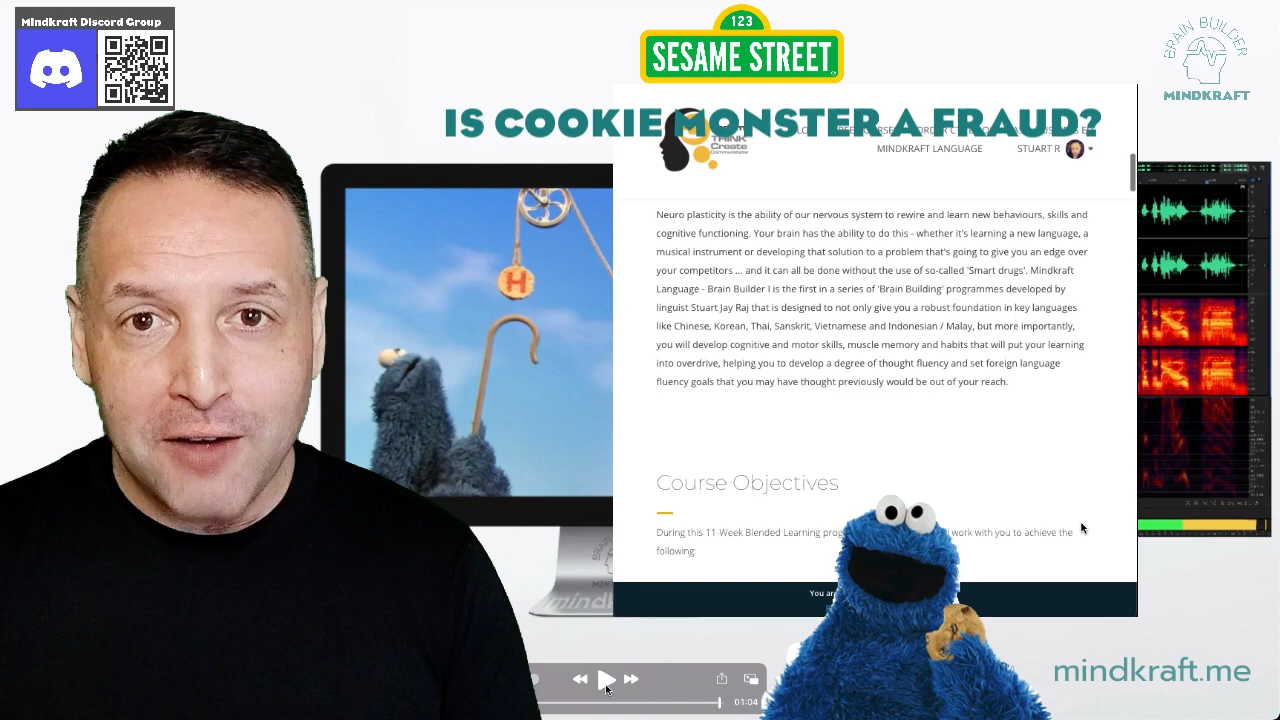 Mindkraft Discord Group
123
SESAME STREET
BRAIN BUILDER
MINDKRAFT
IS COOKIE MONSTER A FRAUD?
THINK
Create
Communicate
MINDKRAFT LANGUAGE
STUART R
H
Neuro plasticity is the ability of our nervous system to rewire and learn new behaviours, skills and
cognitive functioning. Your brain has the ability to do this - whether it's learning a new language, a
musical instrument or developing that solution to a problem that's going to give you an edge over
your competitors ... and it can all be done without the use of so-called 'Smart drugs'. Mindkraft
Language - Brain Builder I is the first in a series of 'Brain Building' programmes developed by
linguist Stuart Jay Raj that is designed to not only give you a robust foundation in key languages
like Chinese, Korean, Thai, Sanskrit, Vietnamese and Indonesian / Malay, but more importantly,
you will develop cognitive and motor skills, muscle memory and habits that will put your learning
into overdrive, helping you to develop a degree of thought fluency and set foreign language
fluency goals that you may have thought previously would be out of your reach.
Course Objectives
During this 11-Week Blended Learning work with you to achieve the
following:
You
01:04
mindkraft.me